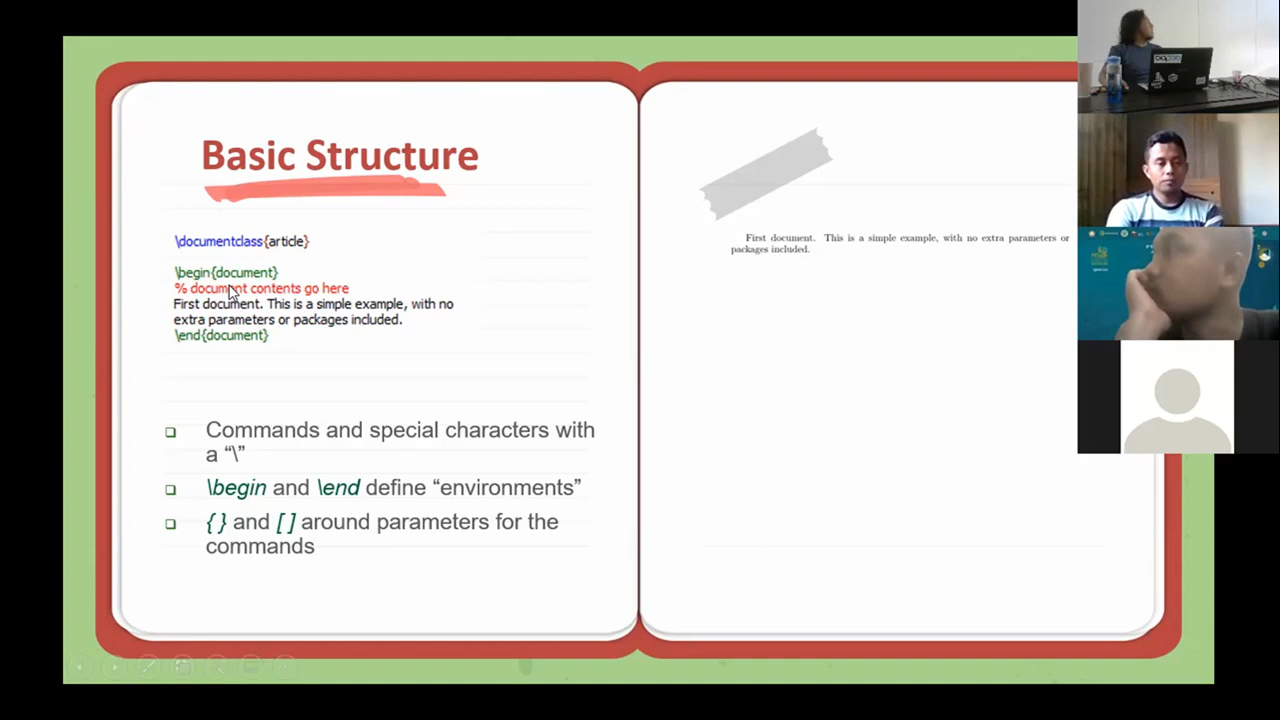 Basic Structure
\documentclass{article}
\begin{document}
% document contents go here
First document. This is a simple example, with no
extra parameters or packages included.
\end{document}
❑ Commands and special characters with
a “\”
❑ \begin and \end define “environments”
❑ { } and [ ] around parameters for the
commands
First document. This is a simple example, with no extra parameters or
packages included.